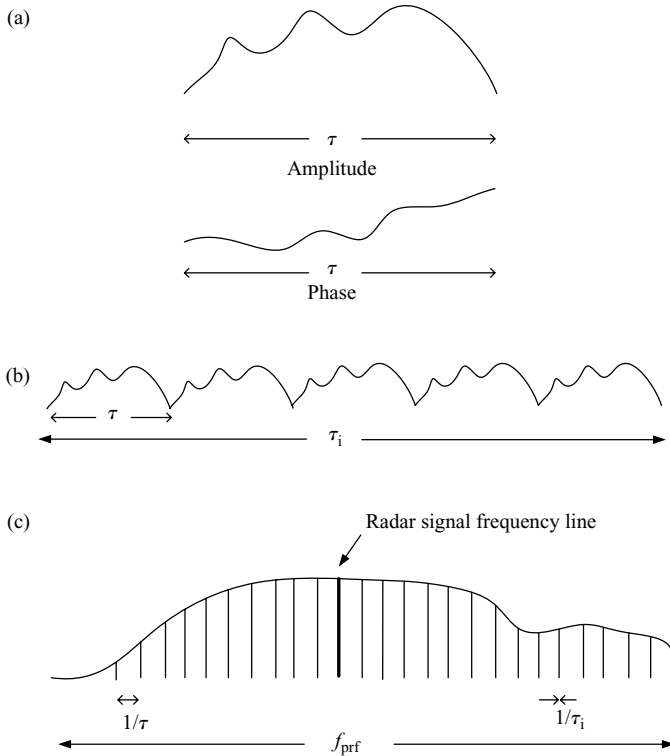 (a)
τ
Amplitude
τ
Phase
(b)
τ
τi
(c)
Radar signal frequency line
1/τ
1/τi
fprf